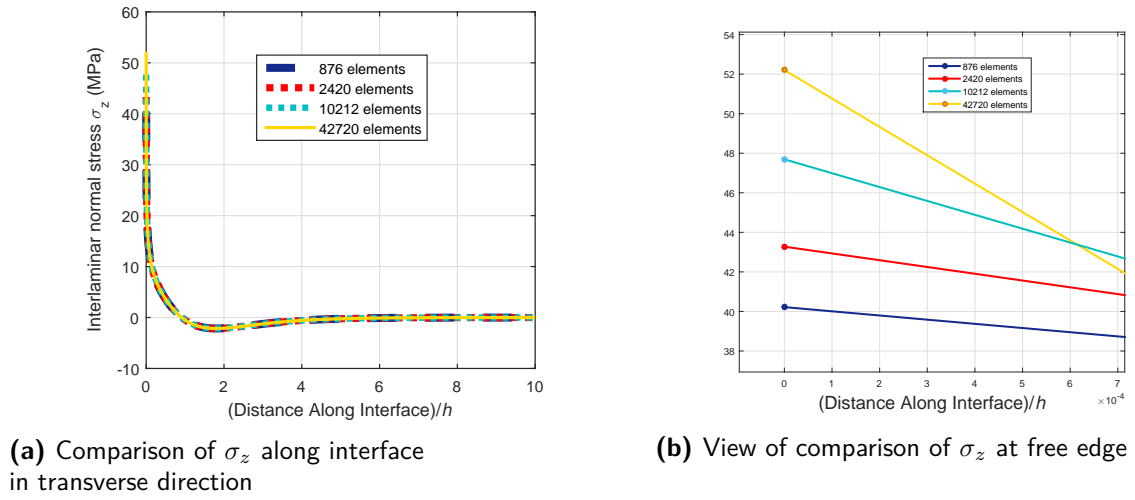 60
50
40
30
20
10
0
-10
0 2 4 6 8 10
Interlaminar normal stress σz (MPa)
(Distance Along Interface)/h
876 elements
2420 elements
10212 elements
42720 elements
(a) Comparison of σz along interface
in transverse direction
54
52
50
48
46
44
42
40
38
0 1 2 3 4 5 6 7
×10-4
(Distance Along Interface)/h
876 elements
2420 elements
10212 elements
42720 elements
(b) View of comparison of σz at free edge